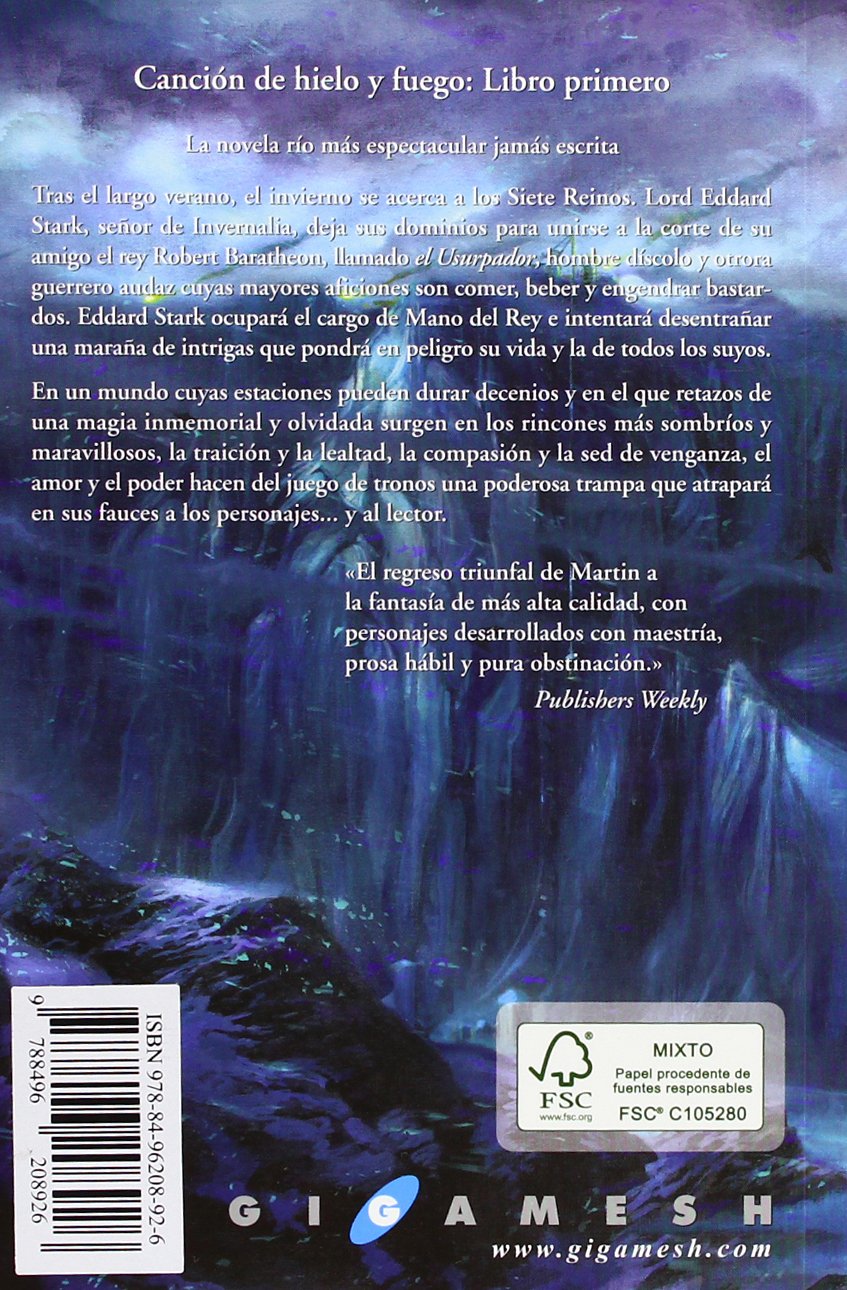 Canción de hielo y fuego: Libro primero
La novela río más espectacular jamás escrita
Tras el largo verano, el invierno se acerca a los Siete Reinos. Lord Eddard
Stark, señor de Invernalia, deja sus dominios para unirse a la corte de su
amigo el rey Robert Baratheon, llamado el Usurpador, hombre díscolo y otrora
guerrero audaz cuyas mayores aficiones son comer, beber y engendrar bastar-
dos. Eddard Stark ocupará el cargo de Mano del Rey e intentará desentrañar
una maraña de intrigas que pondrá en peligro su vida y la de todos los suyos.
En un mundo cuyas estaciones pueden durar decenios y en el que retazos de
una magia inmemorial y olvidada surgen en los rincones más sombríos y
maravillosos, la traición y la lealtad, la compasión y la sed de venganza, el
amor y el poder hacen del juego de tronos una poderosa trampa que atrapará
en sus fauces a los personajes... y al lector.
«El regreso triunfal de Martin a
la fantasía de más alta calidad, con
personajes desarrollados con maestría,
prosa hábil y pura obstinación.»
Publishers Weekly
ISBN 978-84-96208-92-6
9 788496 208926
FSC®
www.fsc.org
MIXTO
Papel procedente de
fuentes responsables
FSC® C105280
GIGAMESH
www.gigamesh.com